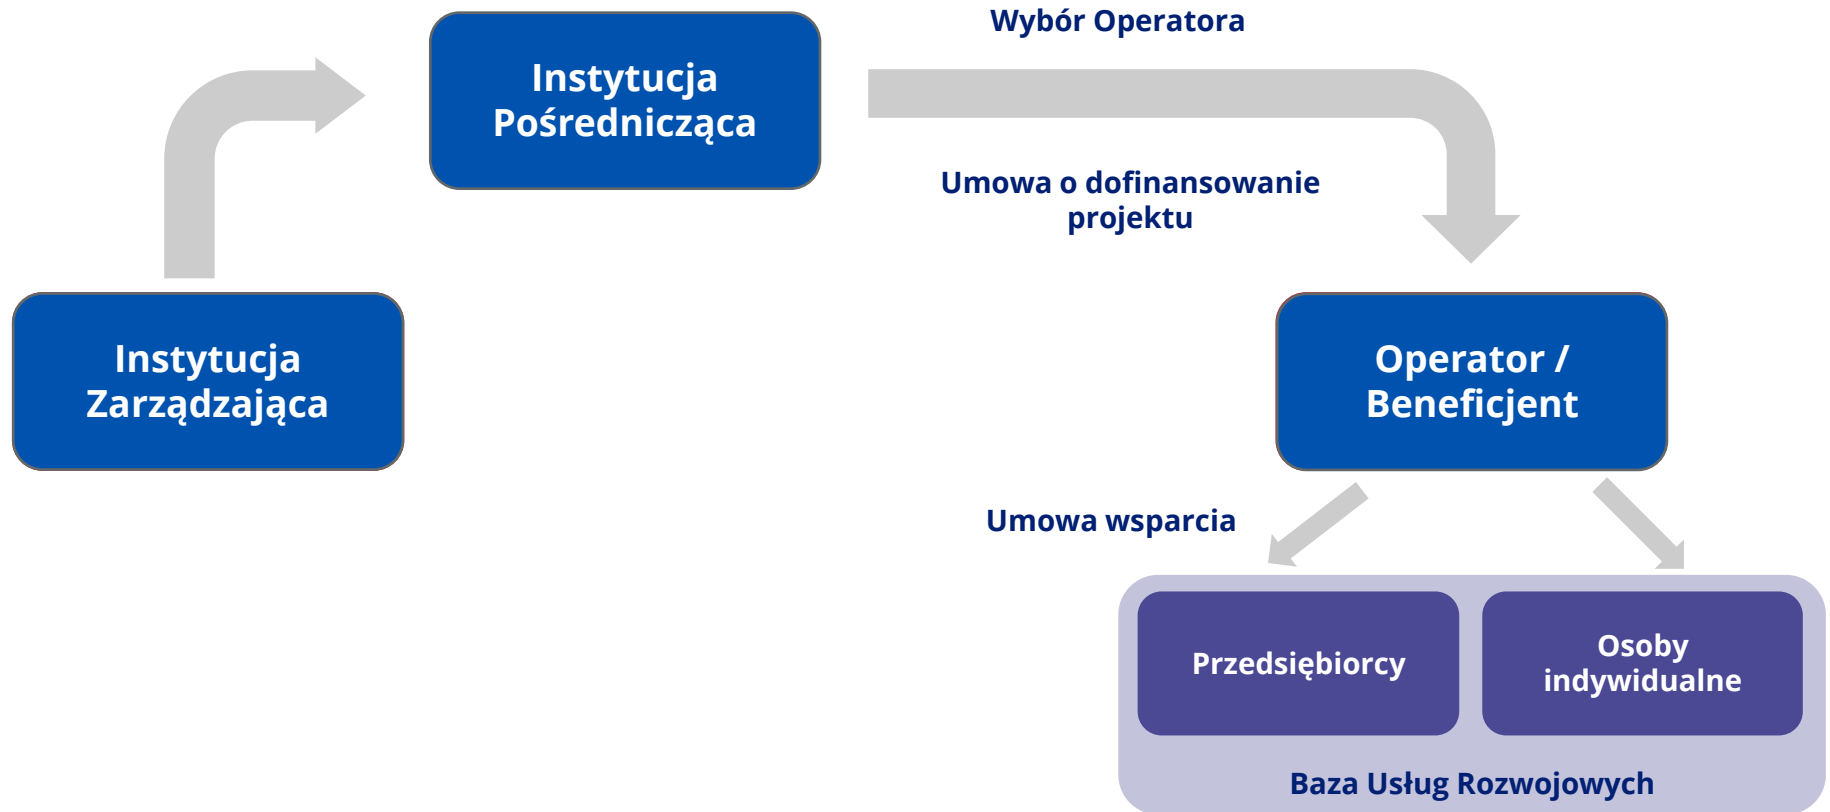 Wybór Operatora
Instytucja
Pośrednicząca
Umowa o dofinansowanie
projektu
Instytucja
Zarządzająca
Operator /
Beneficjent
Umowa wsparcia
Przedsiębiorcy
Osoby
indywidualne
Baza Usług Rozwojowych